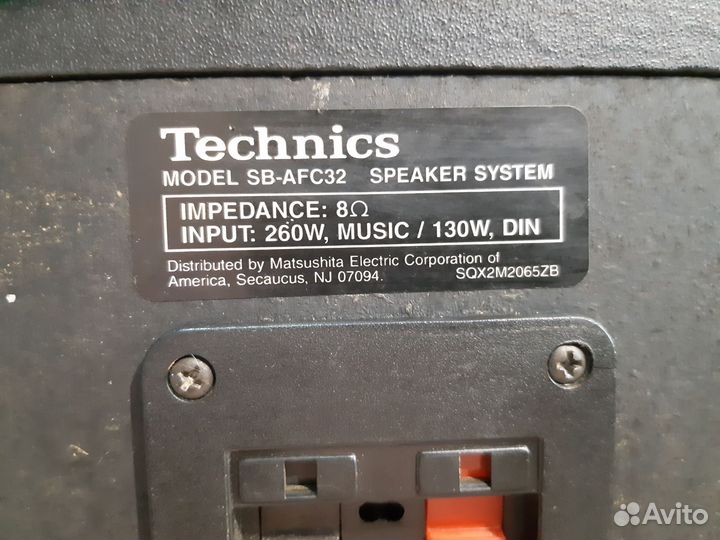 Technics
MODEL SB-AFC32 SPEAKER SYSTEM
IMPEDANCE: 8Ω
INPUT: 260W, MUSIC / 130W, DIN
Distributed by Matsushita Electric Corporation of
America, Secaucus, NJ 07094. SQX2M2065ZB
Avito